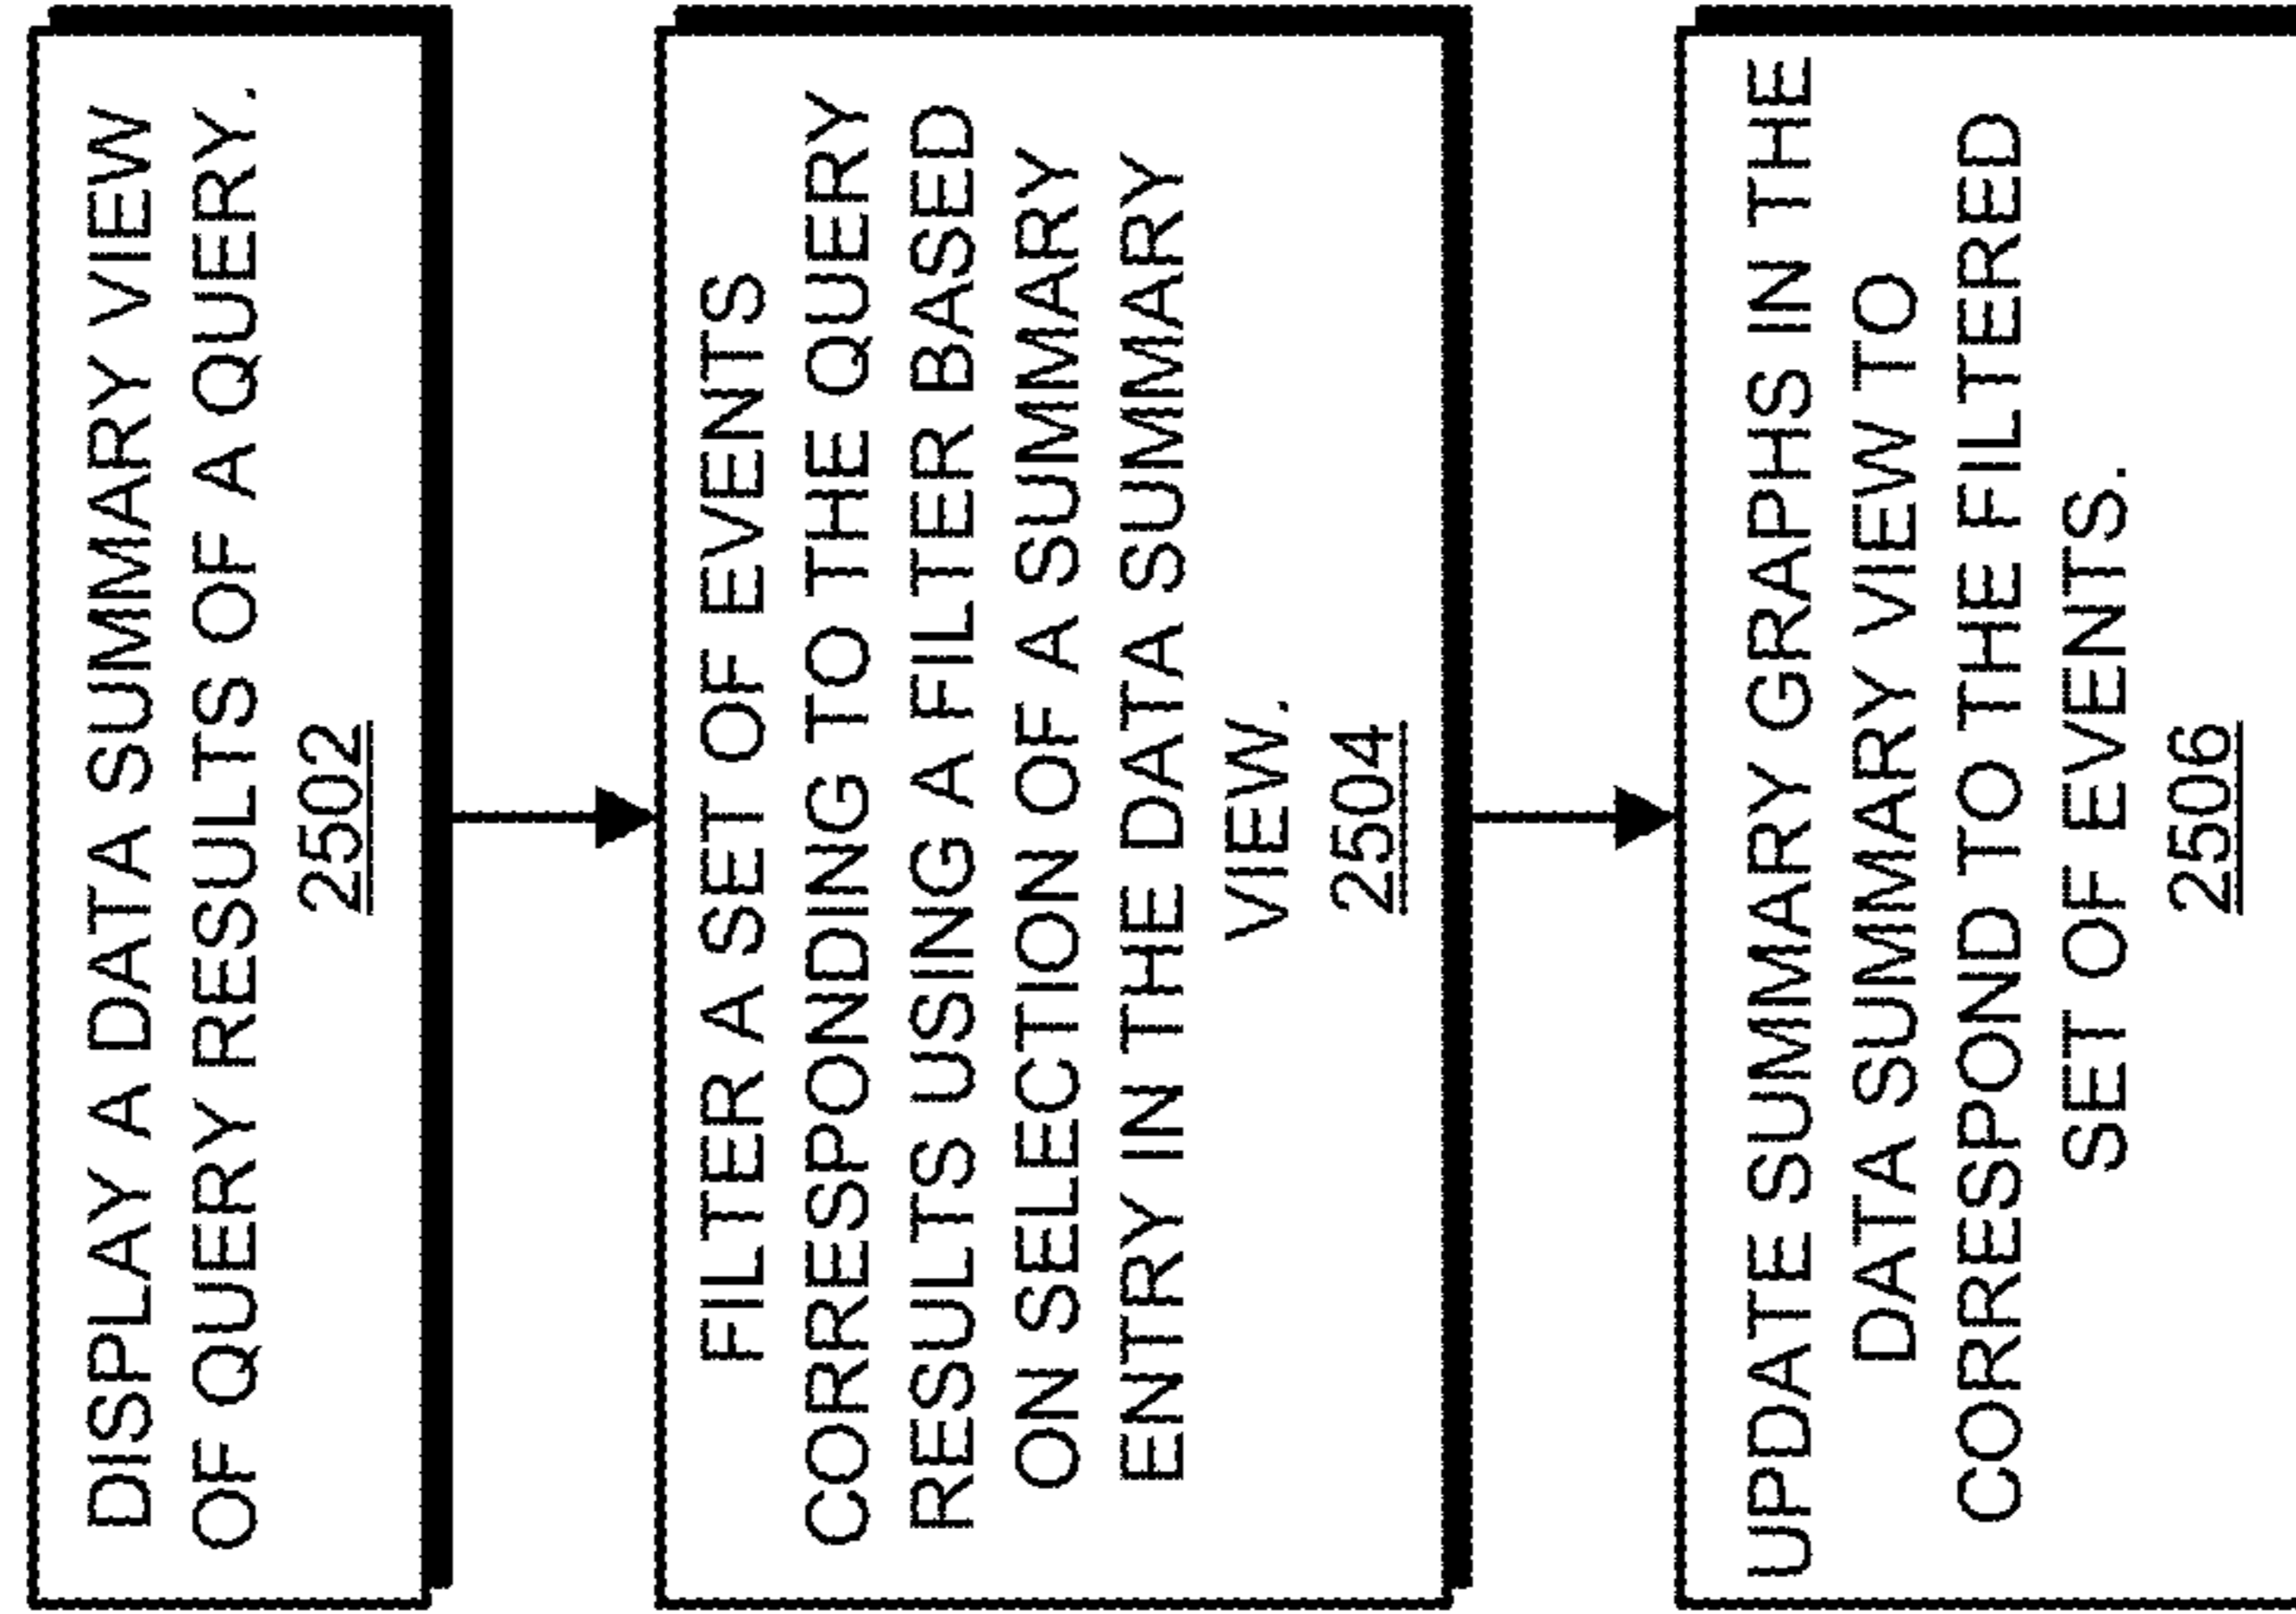 DISPLAY A DATA SUMMARY VIEW
OF QUERY RESULTS OF A QUERY.
2502
FILTER A SET OF EVENTS
CORRESPONDING TO THE QUERY
RESULTS USING A FILTER BASED
ON SELECTION OF A SUMMARY
ENTRY IN THE DATA SUMMARY
VIEW.
2504
UPDATE SUMMARY GRAPHS IN THE
DATA SUMMARY VIEW TO
CORRESPOND TO THE FILTERED
SET OF EVENTS.
2506